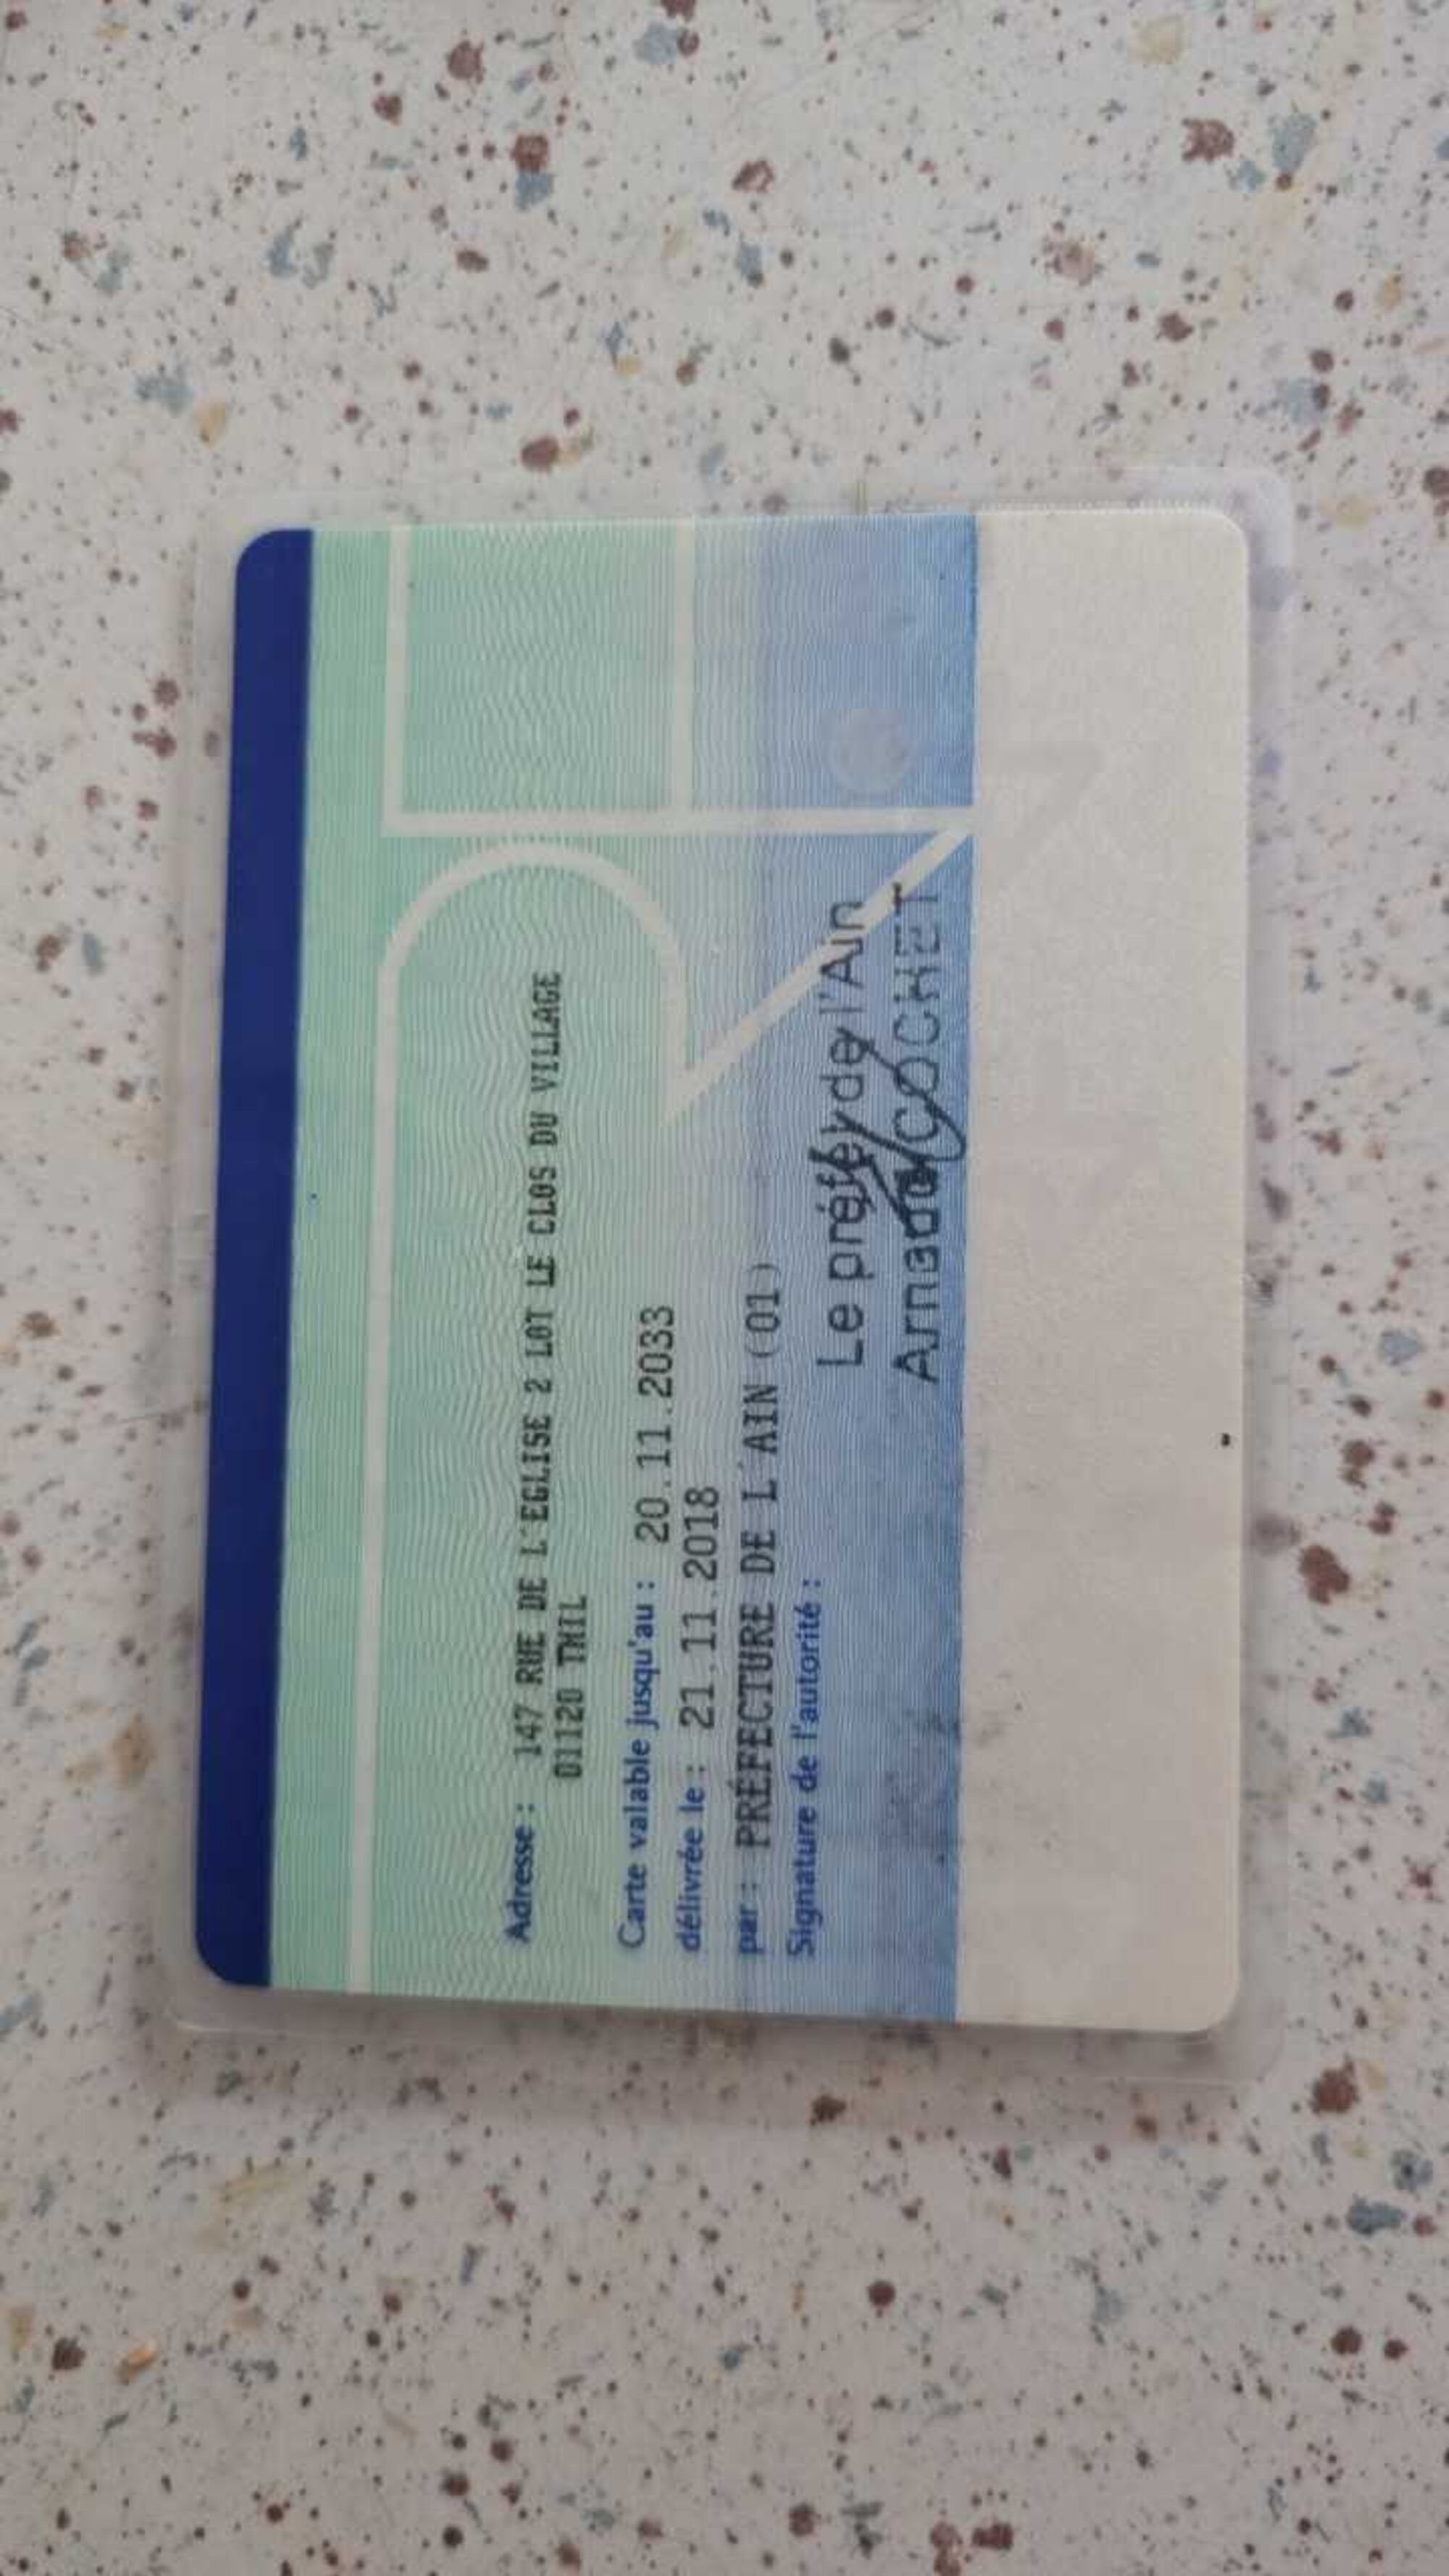 Adresse : 147 RUE DE L'EGLISE 2 LOT LE CLOS DU VILLAGE
01120 THIL
Carte valable jusqu'au : 20.11.2033
délivrée le : 21.11.2018
par : PRÉFECTURE DE L'AIN (01)
Signature de l'autorité :
Le préfet de l'Ain
Arnaud COCHET